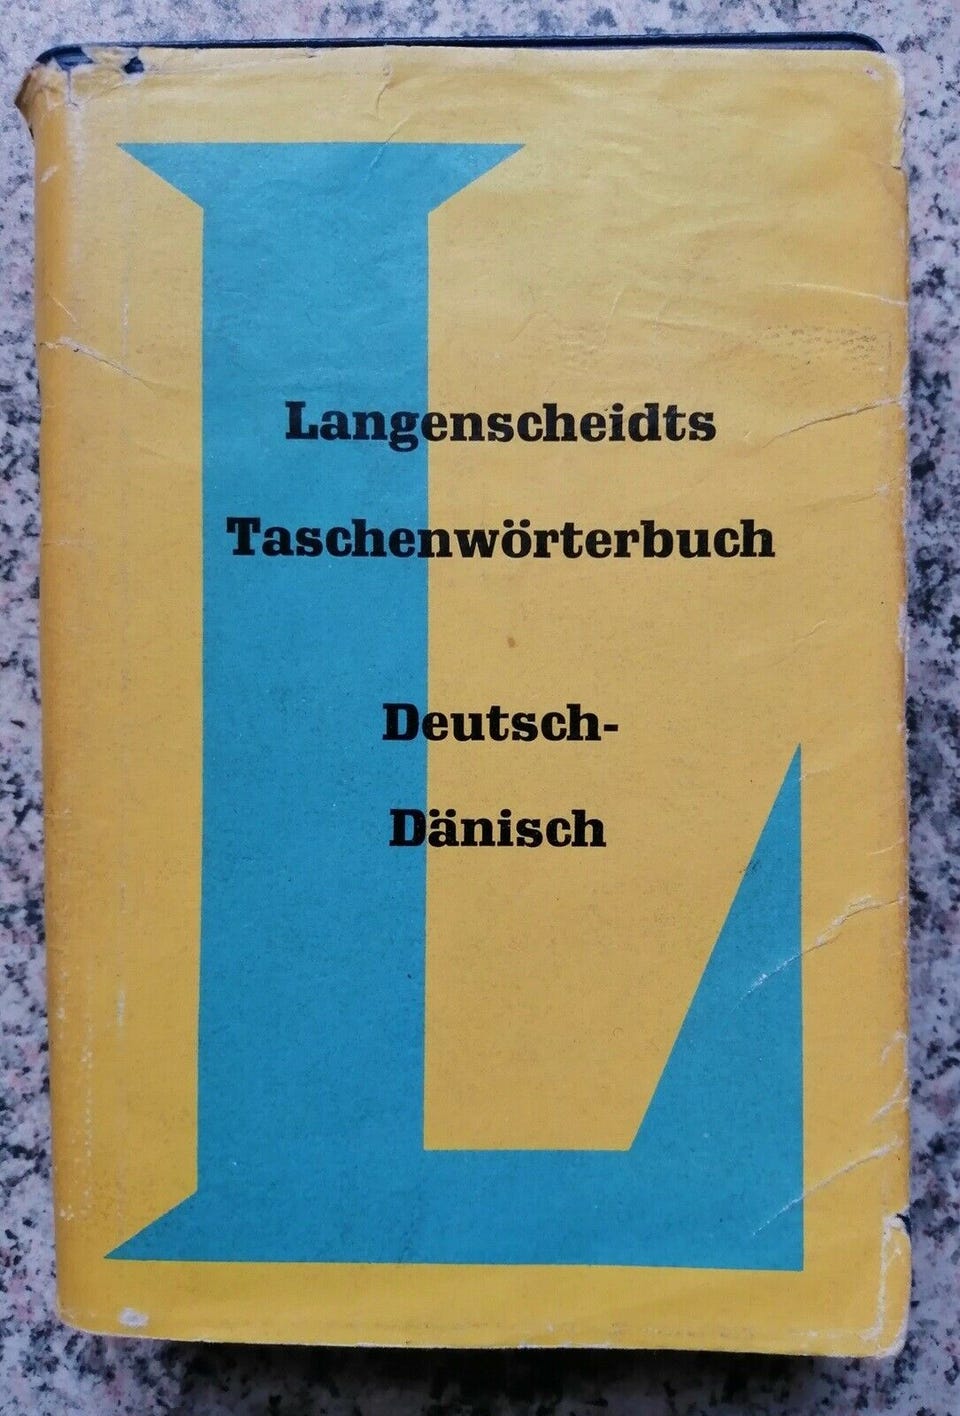 Langenscheidts
Taschenwörterbuch
Deutsch-
Dänisch